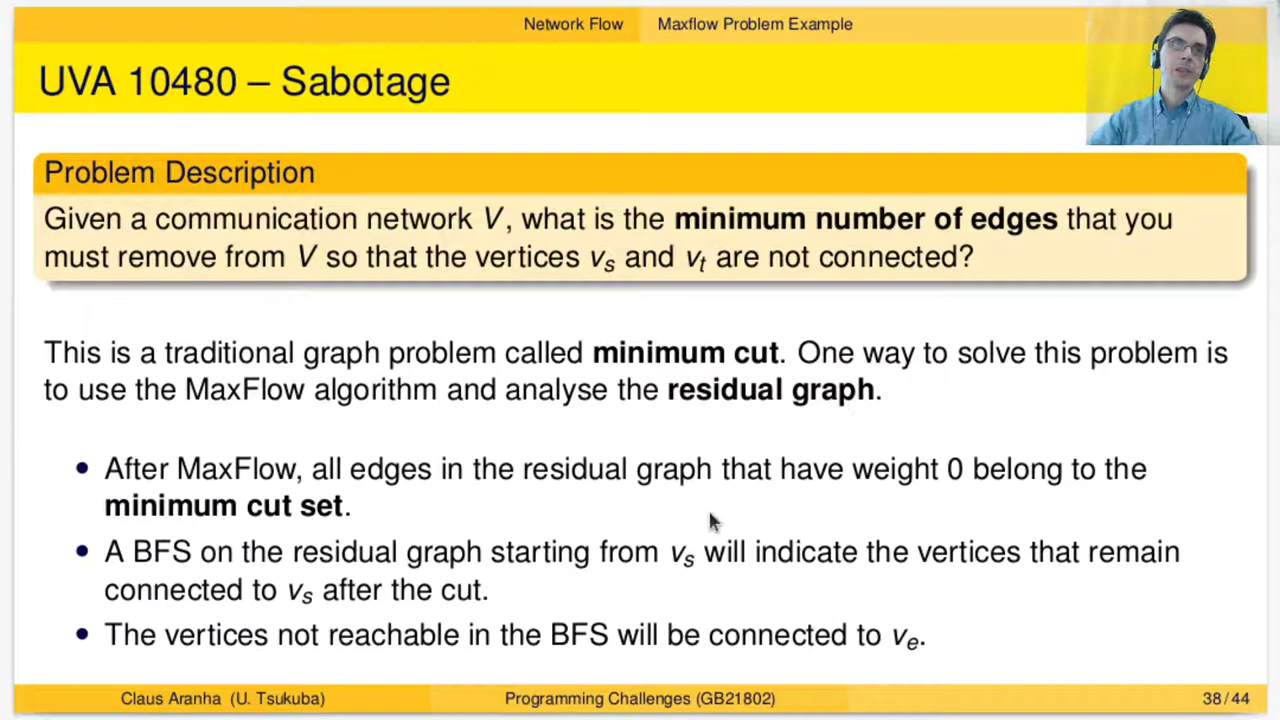 Network Flow Maxflow Problem Example
UVA 10480 – Sabotage
Problem Description
Given a communication network V, what is the minimum number of edges that you
must remove from V so that the vertices vs and vt are not connected?
This is a traditional graph problem called minimum cut. One way to solve this problem is
to use the MaxFlow algorithm and analyse the residual graph.
• After MaxFlow, all edges in the residual graph that have weight 0 belong to the
minimum cut set.
• A BFS on the residual graph starting from vs will indicate the vertices that remain
connected to vs after the cut.
• The vertices not reachable in the BFS will be connected to ve.
Claus Aranha (U. Tsukuba) Programming Challenges (GB21802) 38 / 44